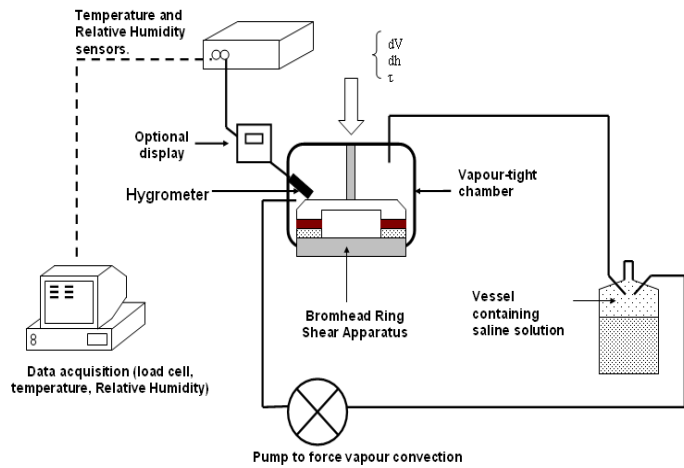 Temperature and
Relative Humidity
sensors.
dV
dh
τ
Optional
display
Hygrometer
Vapour-tight
chamber
Bromhead Ring
Shear Apparatus
Vessel
containing
saline solution
Data acquisition (load cell,
temperature, Relative Humidity)
Pump to force vapour convection